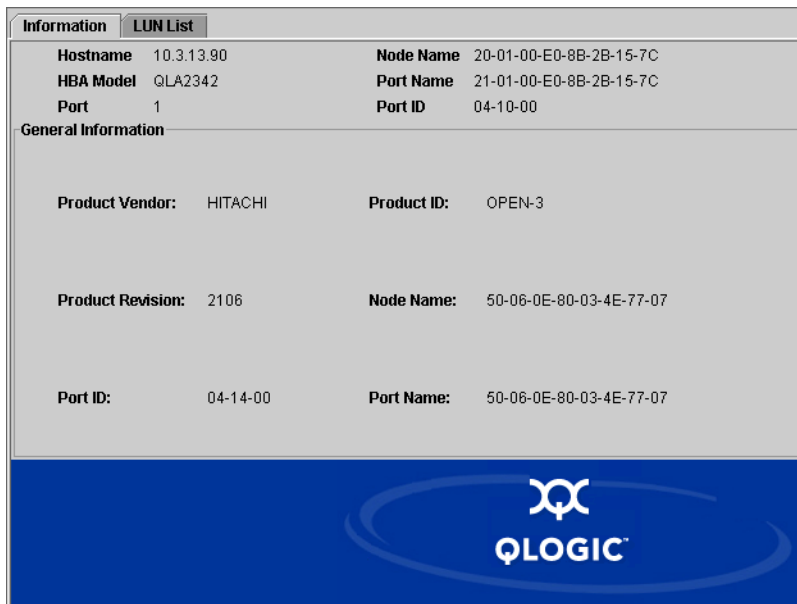 Information LUN List
Hostname 10.3.13.90 Node Name 20-01-00-E0-8B-2B-15-7C
HBA Model QLA2342 Port Name 21-01-00-E0-8B-2B-15-7C
Port 1 Port ID 04-10-00
General Information
Product Vendor: HITACHI Product ID: OPEN-3
Product Revision: 2106 Node Name: 50-06-0E-80-03-4E-77-07
Port ID: 04-14-00 Port Name: 50-06-0E-80-03-4E-77-07
QLOGIC™